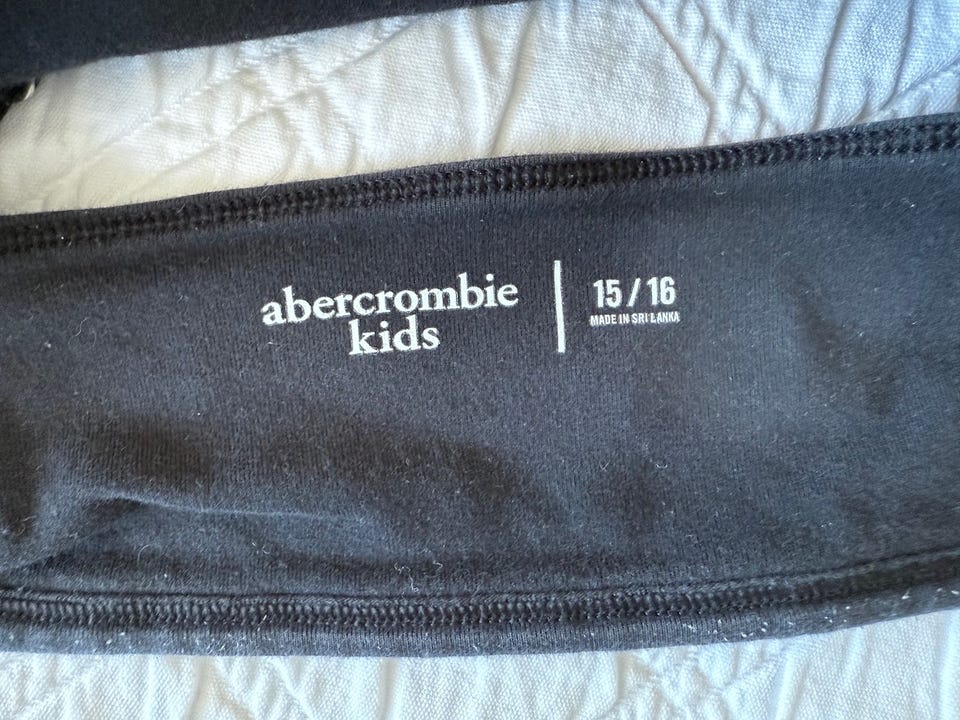 abercrombie
kids
15 / 16
MADE IN SRI LANKA